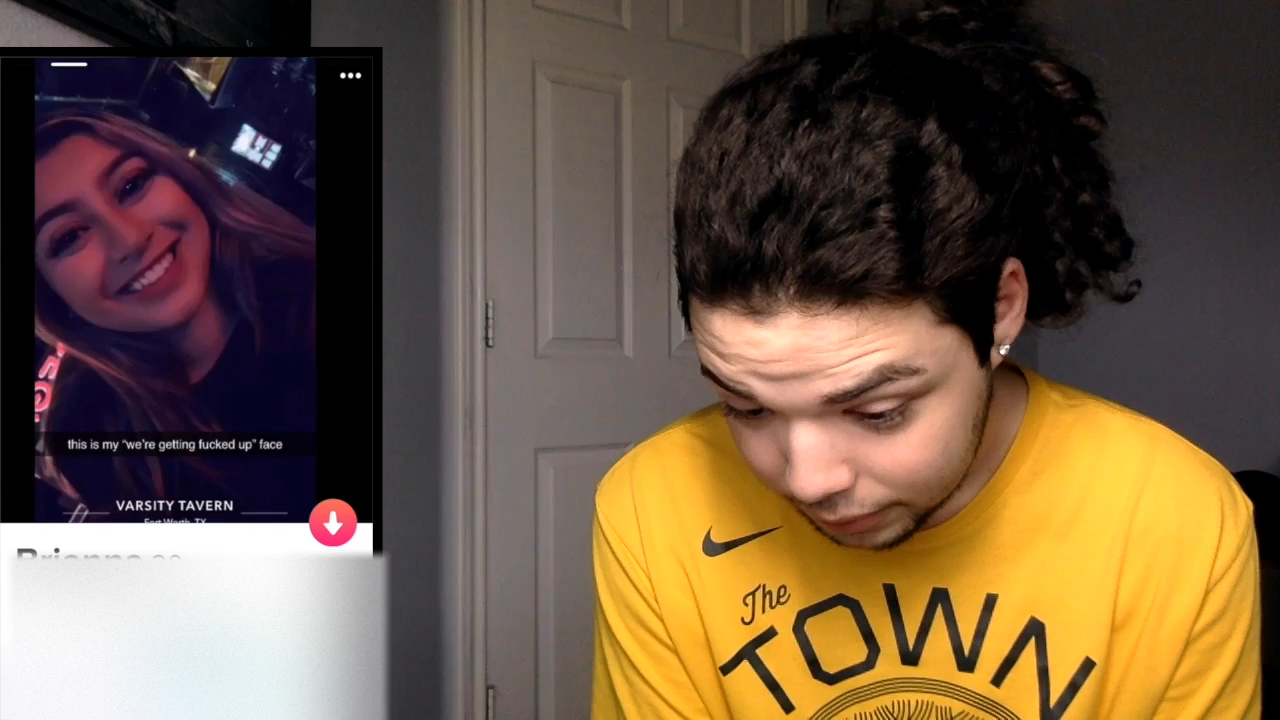 this is my "we're getting fucked up" face
VARSITY TAVERN
Fort Worth, TX
The
TOWN